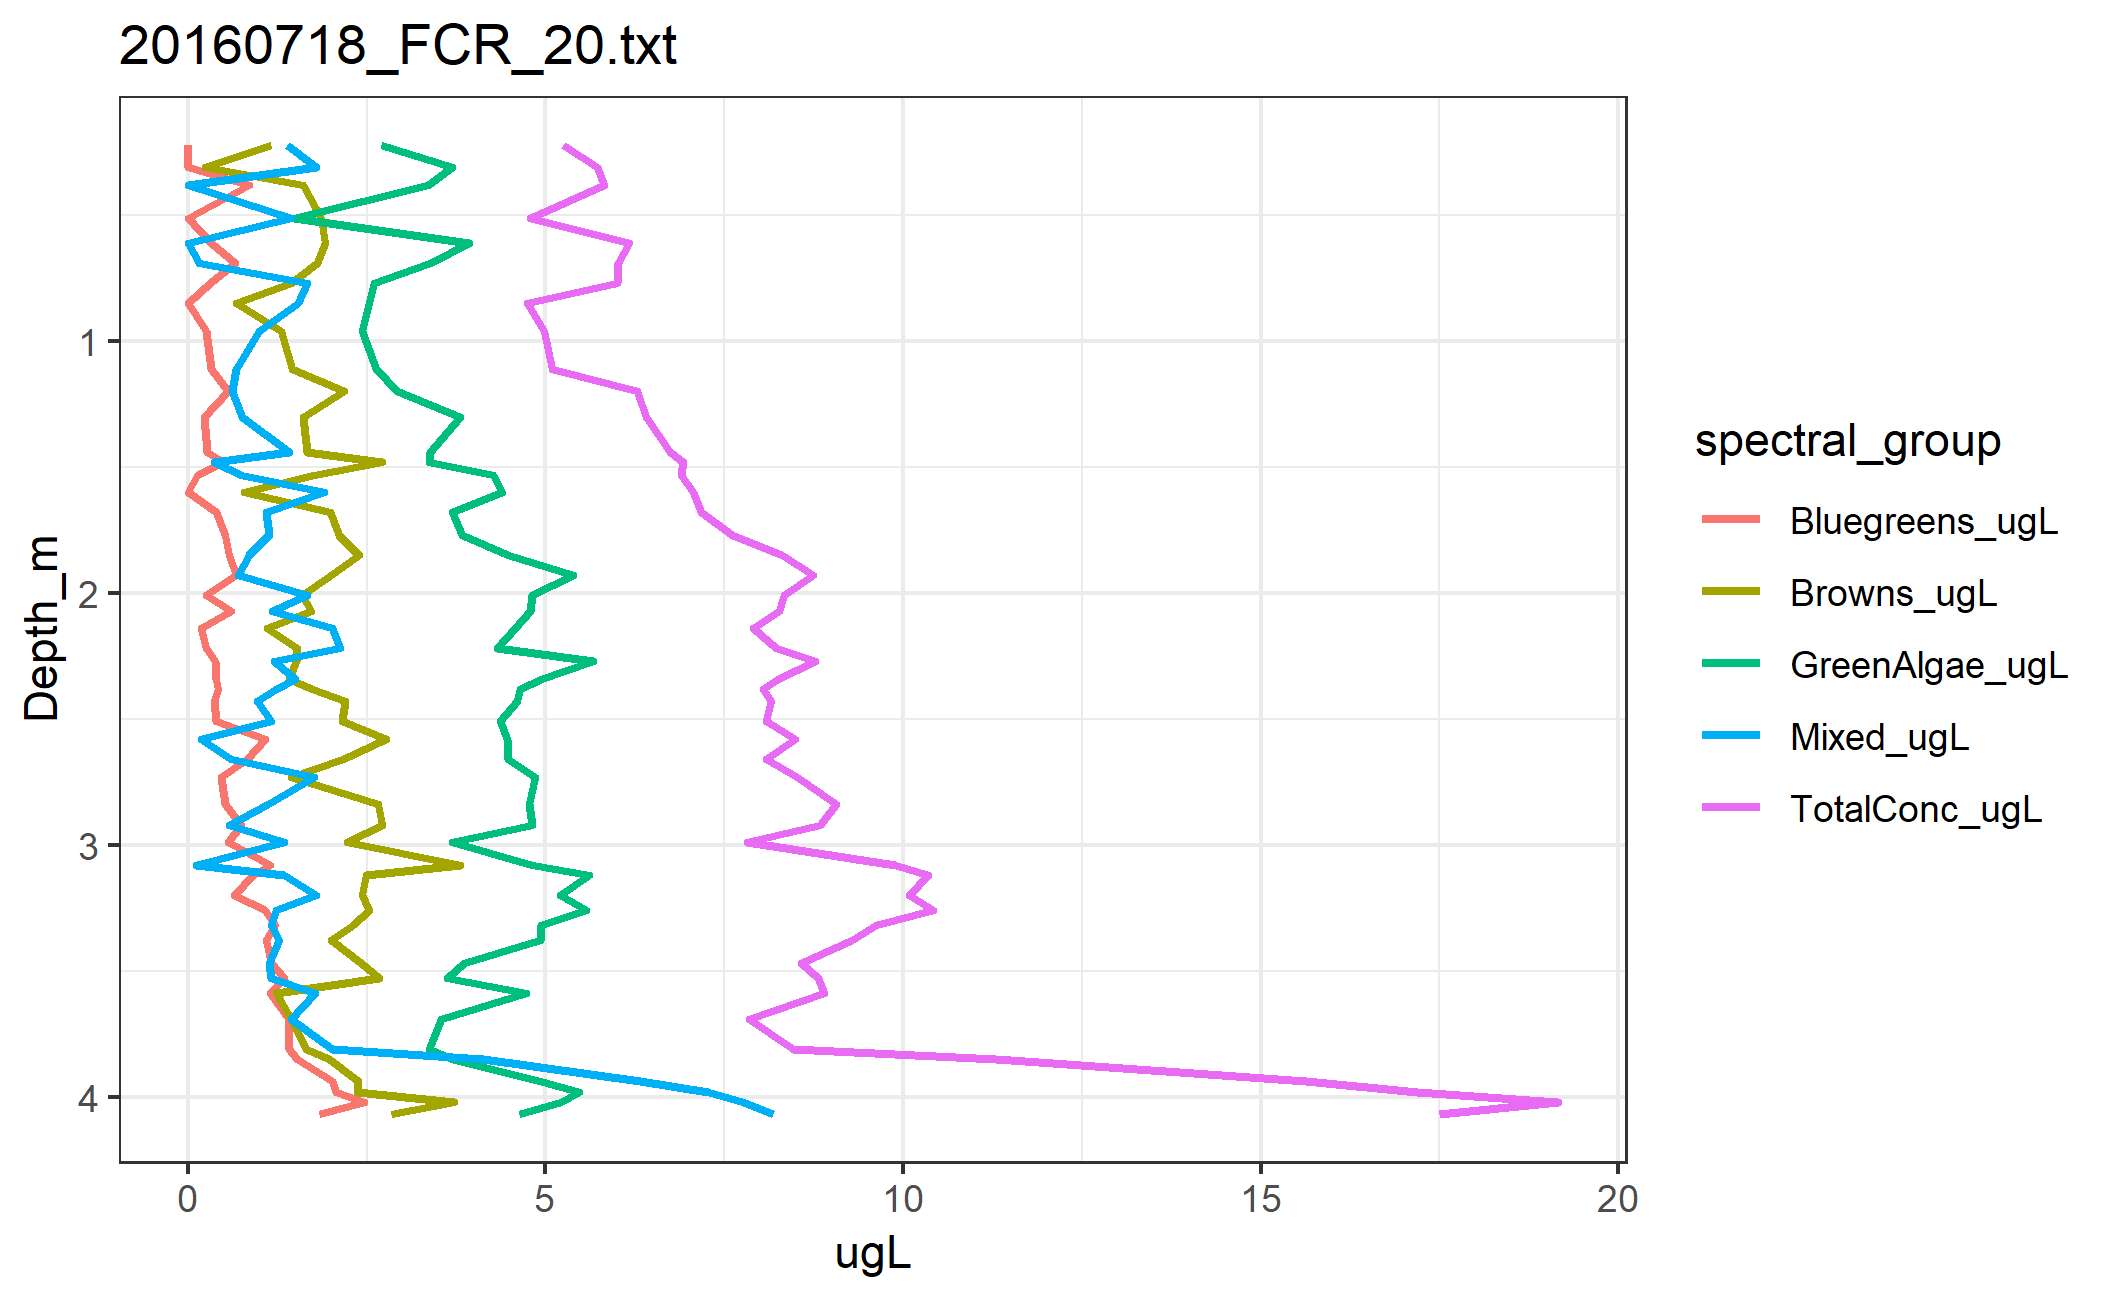 20160718_FCR_20.txt
Depth_m
1
2
3
4
0 5 10 15 20
ugL
spectral_group
Bluegreens_ugL
Browns_ugL
GreenAlgae_ugL
Mixed_ugL
TotalConc_ugL